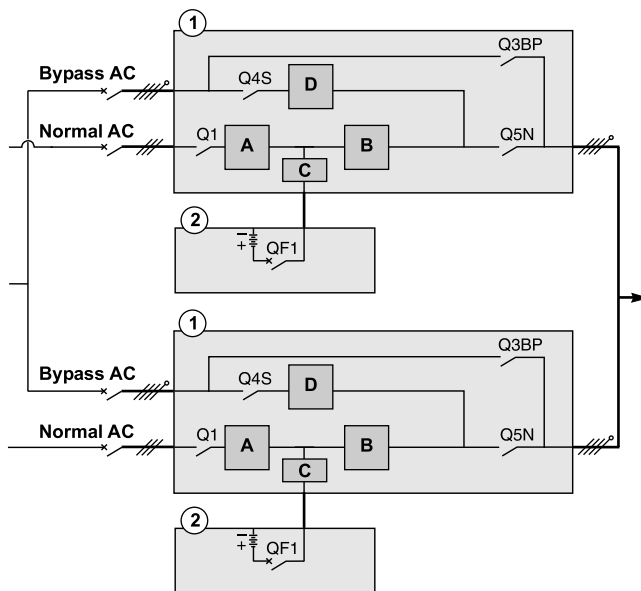 1
Q3BP
Bypass AC
Q4S
D
Normal AC
Q1
A
B
Q5N
C
2
−
+
QF1
1
Q3BP
Bypass AC
Q4S
D
Normal AC
Q1
A
B
Q5N
C
2
−
+
QF1